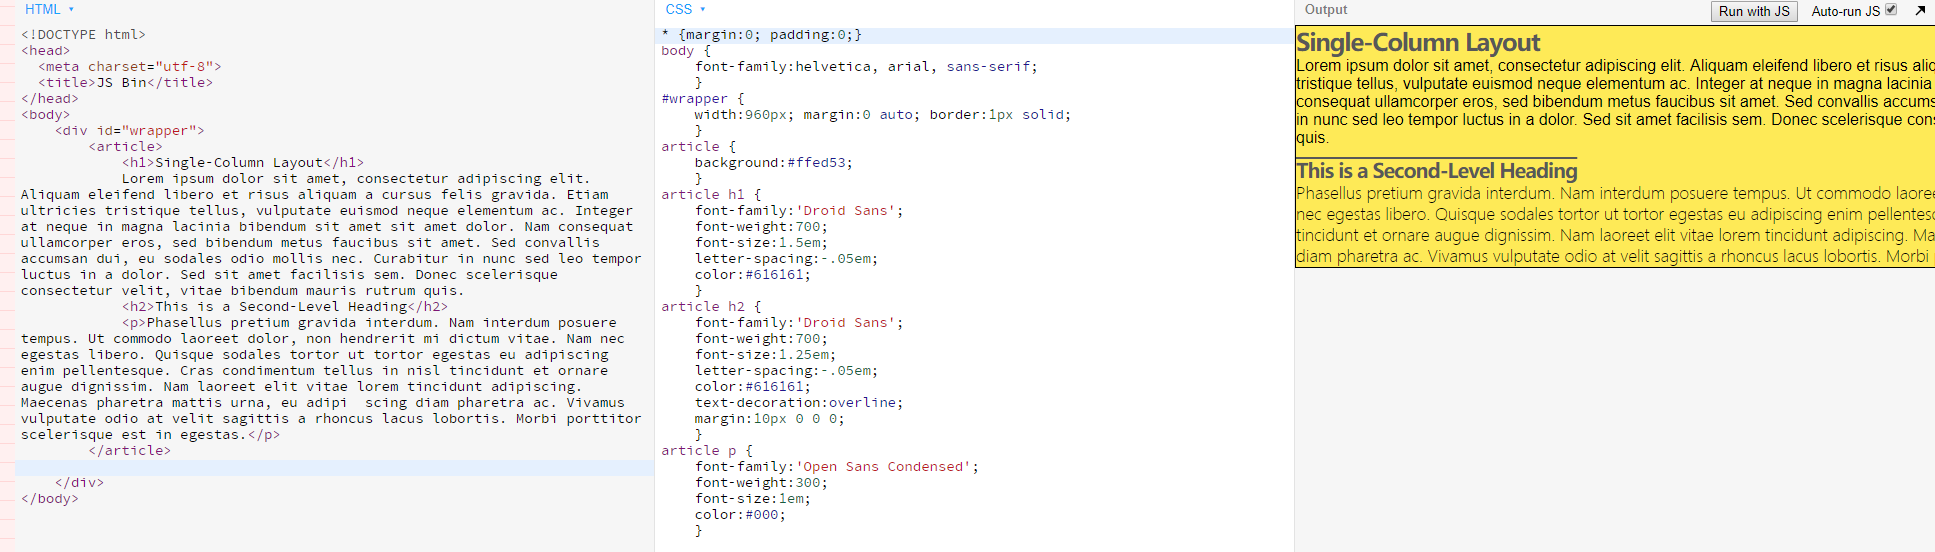 HTML ▾
<!DOCTYPE html>
<head>
<meta charset="utf-8">
<title>JS Bin</title>
</head>
<body>
<div id="wrapper">
<article>
<h1>Single-Column Layout</h1>
Lorem ipsum dolor sit amet, consectetur adipiscing elit.
Aliquam eleifend libero et risus aliquam a cursus felis gravida. Etiam
ultricies tristique tellus, vulputate euismod neque elementum ac. Integer
at neque in magna lacinia bibendum sit amet sit amet dolor. Nam consequat
ullamcorper eros, sed bibendum metus faucibus sit amet. Sed convallis
accumsan dui, eu sodales odio mollis nec. Curabitur in nunc sed leo tempor
luctus in a dolor. Sed sit amet facilisis sem. Donec scelerisque
consectetur velit, vitae bibendum mauris rutrum quis.
<h2>This is a Second-Level Heading</h2>
<p>Phasellus pretium gravida interdum. Nam interdum posuere
tempus. Ut commodo laoreet dolor, non hendrerit mi dictum vitae. Nam nec
egestas libero. Quisque sodales tortor ut tortor egestas eu adipiscing
enim pellentesque. Cras condimentum tellus in nisl tincidunt et ornare
augue dignissim. Nam laoreet elit vitae lorem tincidunt adipiscing.
Maecenas pharetra mattis urna, eu adipi  scing diam pharetra ac. Vivamus
vulputate odio at velit sagittis a rhoncus lacus lobortis. Morbi porttitor
scelerisque est in egestas.</p>
</article>
</div>
</body>
CSS ▾
* {margin:0; padding:0;}
body {
font-family:helvetica, arial, sans-serif;
}
#wrapper {
width:960px; margin:0 auto; border:1px solid;
}
article {
background:#ffed53;
}
article h1 {
font-family:'Droid Sans';
font-weight:700;
font-size:1.5em;
letter-spacing:-.05em;
color:#616161;
}
article h2 {
font-family:'Droid Sans';
font-weight:700;
font-size:1.25em;
letter-spacing:-.05em;
color:#616161;
text-decoration:overline;
margin:10px 0 0 0;
}
article p {
font-family:'Open Sans Condensed';
font-weight:300;
font-size:1em;
color:#000;
}
Output
Run with JS
Auto-run JS
Single-Column Layout
Lorem ipsum dolor sit amet, consectetur adipiscing elit. Aliquam eleifend libero et risus aliq
tristique tellus, vulputate euismod neque elementum ac. Integer at neque in magna lacinia
consequat ullamcorper eros, sed bibendum metus faucibus sit amet. Sed convallis accums
in nunc sed leo tempor luctus in a dolor. Sed sit amet facilisis sem. Donec scelerisque cons
quis.
This is a Second-Level Heading
Phasellus pretium gravida interdum. Nam interdum posuere tempus. Ut commodo laoree
nec egestas libero. Quisque sodales tortor ut tortor egestas eu adipiscing enim pellentesc
tincidunt et ornare augue dignissim. Nam laoreet elit vitae lorem tincidunt adipiscing. Ma
diam pharetra ac. Vivamus vulputate odio at velit sagittis a rhoncus lacus lobortis. Morbi